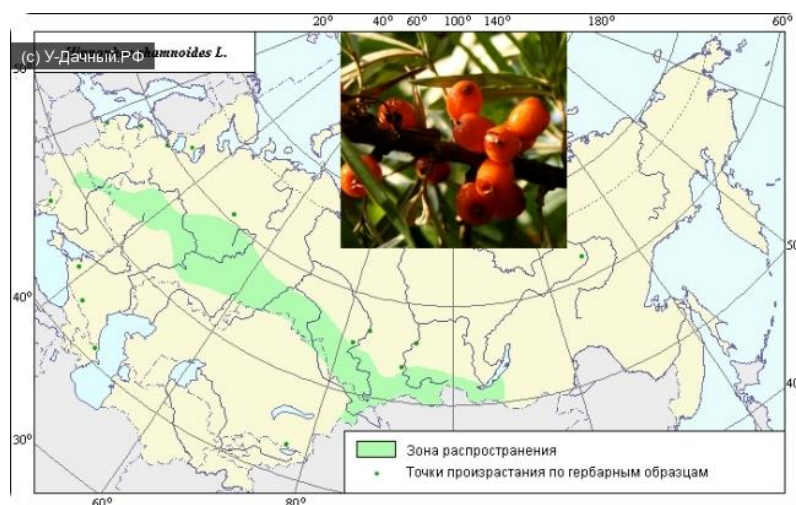 20° 40° 60° 100° 140° 180° 60°
(с) У-Дачный.РФ
hamnoides L.
40°
30°
60°
80°
Зона распространения
Точки произрастания по гербарным образцам